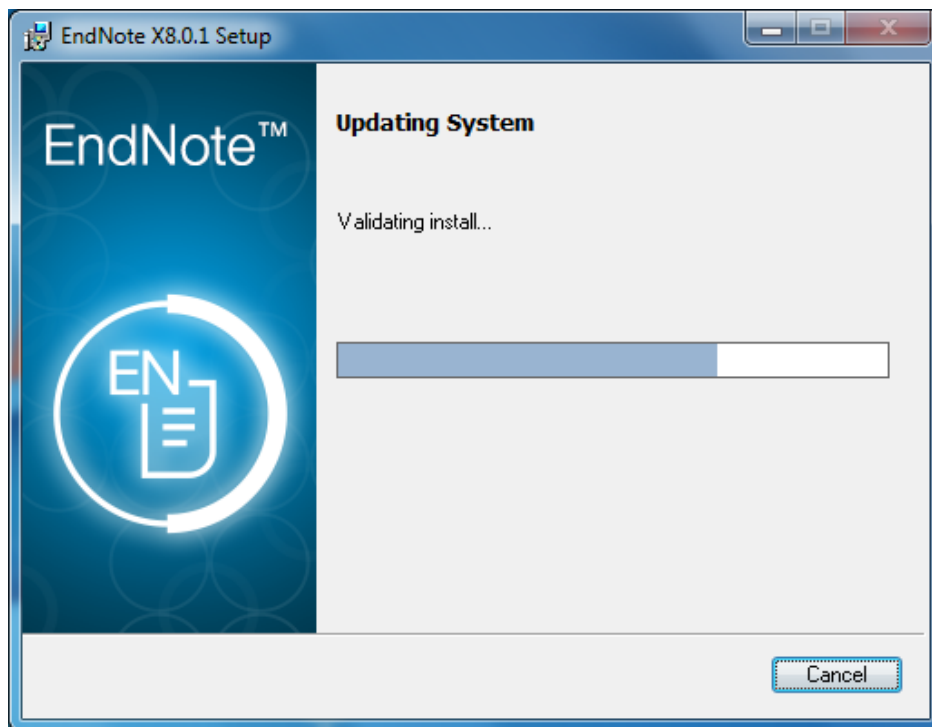 EndNote X8.0.1 Setup
EndNote™
EN
Updating System
Validating install...
Cancel